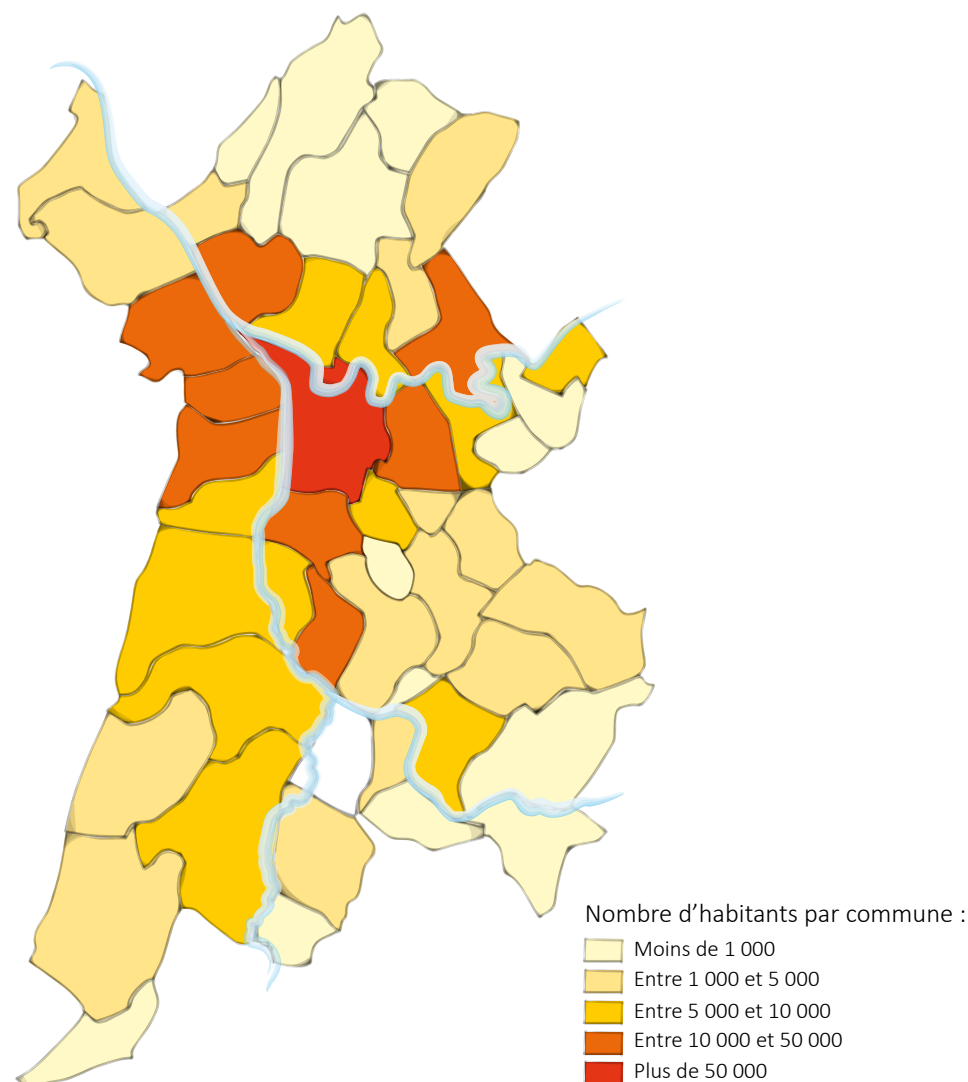 Nombre d’habitants par commune :
Moins de 1 000
Entre 1 000 et 5 000
Entre 5 000 et 10 000
Entre 10 000 et 50 000
Plus de 50 000